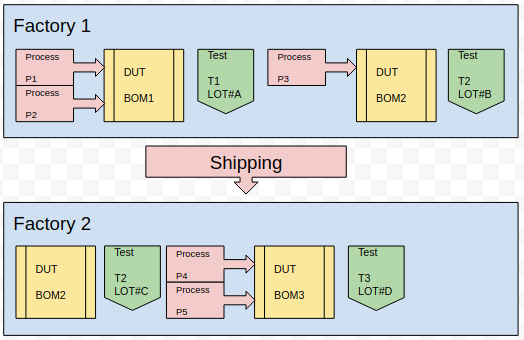 Factory 1
Process
P1
Process
P2
DUT
BOM1
Test
T1
LOT#A
Process
P3
DUT
BOM2
Test
T2
LOT#B
Shipping
Factory 2
DUT
BOM2
Test
T2
LOT#C
Process
P4
Process
P5
DUT
BOM3
Test
T3
LOT#D